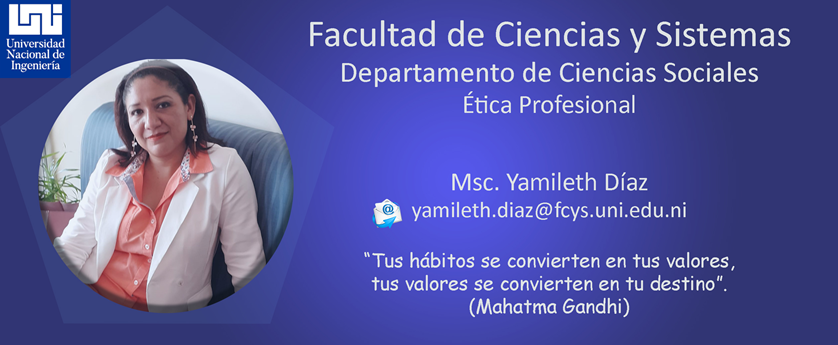 UNI
Universidad
Nacional de
Ingeniería
Facultad de Ciencias y Sistemas
Departamento de Ciencias Sociales
Ética Profesional
Msc. Yamileth Díaz
@ yamileth.diaz@fcys.uni.edu.ni
“Tus hábitos se convierten en tus valores,
tus valores se convierten en tu destino”.
(Mahatma Gandhi)